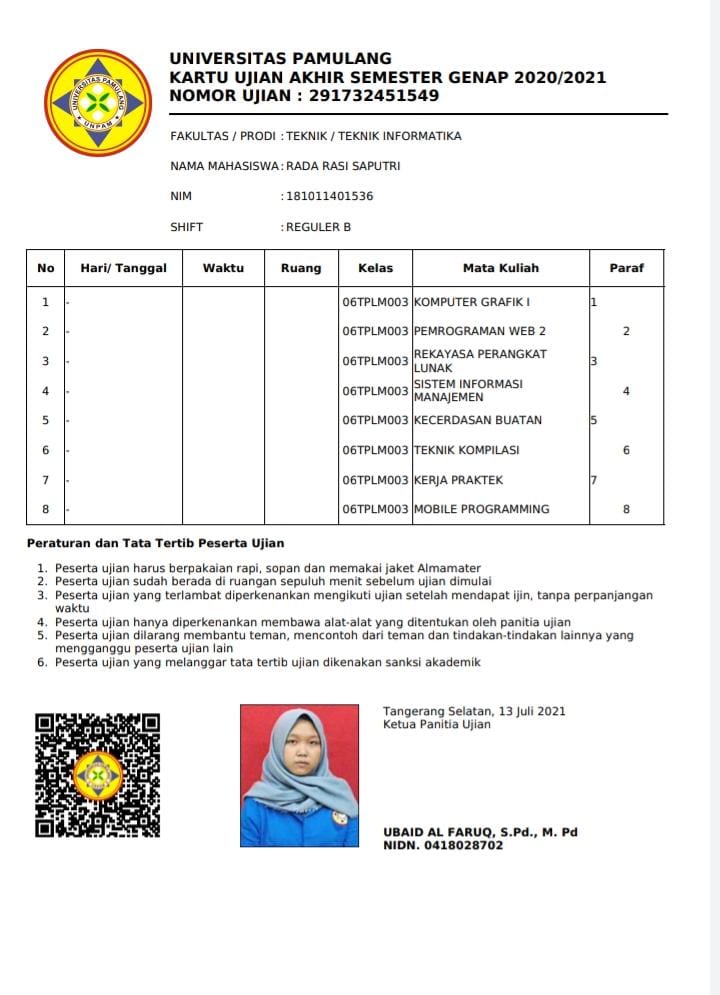 UNIVERSITAS PAMULANG
UNPAM
UNIVERSITAS PAMULANG
KARTU UJIAN AKHIR SEMESTER GENAP 2020/2021
NOMOR UJIAN : 291732451549
FAKULTAS / PRODI : TEKNIK / TEKNIK INFORMATIKA
NAMA MAHASISWA : RADA RASI SAPUTRI
NIM : 181011401536
SHIFT : REGULER B
No Hari/ Tanggal Waktu Ruang Kelas Mata Kuliah Paraf
1 - 06TPLM003 KOMPUTER GRAFIK I 1
2 - 06TPLM003 PEMROGRAMAN WEB 2 2
3 - 06TPLM003 REKAYASA PERANGKAT LUNAK 3
4 - 06TPLM003 SISTEM INFORMASI MANAJEMEN 4
5 - 06TPLM003 KECERDASAN BUATAN 5
6 - 06TPLM003 TEKNIK KOMPILASI 6
7 - 06TPLM003 KERJA PRAKTEK 7
8 - 06TPLM003 MOBILE PROGRAMMING 8
Peraturan dan Tata Tertib Peserta Ujian
1. Peserta ujian harus berpakaian rapi, sopan dan memakai jaket Almamater
2. Peserta ujian sudah berada di ruangan sepuluh menit sebelum ujian dimulai
3. Peserta ujian yang terlambat diperkenankan mengikuti ujian setelah mendapat ijin, tanpa perpanjangan
waktu
4. Peserta ujian hanya diperkenankan membawa alat-alat yang ditentukan oleh panitia ujian
5. Peserta ujian dilarang membantu teman, mencontoh dari teman dan tindakan-tindakan lainnya yang
mengganggu peserta ujian lain
6. Peserta ujian yang melanggar tata tertib ujian dikenakan sanksi akademik
Tangerang Selatan, 13 Juli 2021
Ketua Panitia Ujian
UBAID AL FARUQ, S.Pd., M. Pd
NIDN. 0418028702